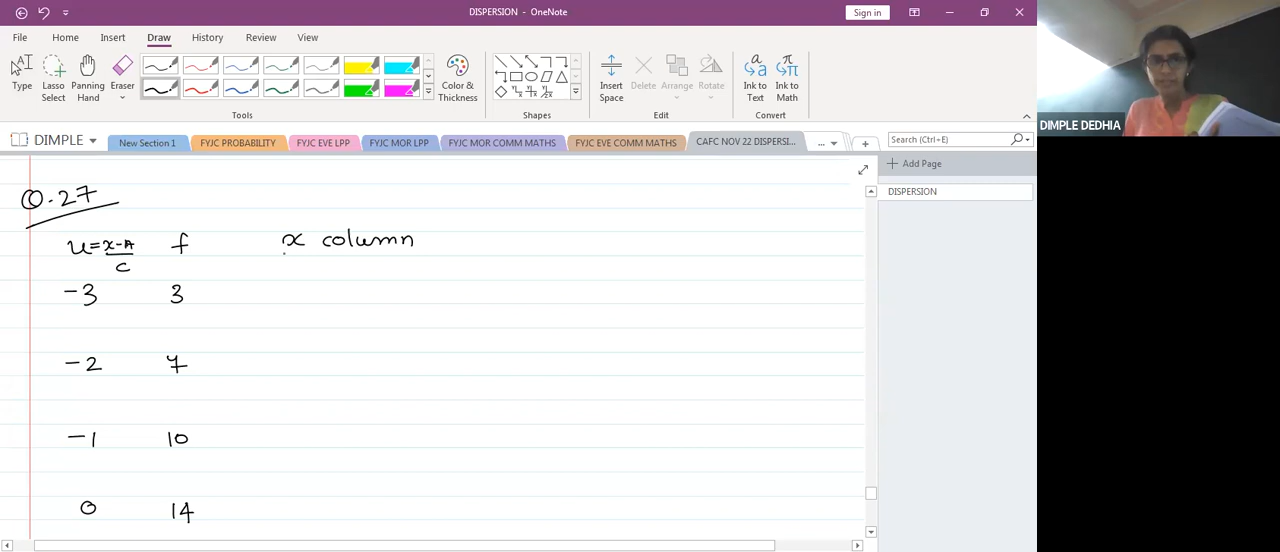 DISPERSION - OneNote
Sign in
File Home Insert Draw History Review View
Type
Lasso Select
Panning Hand
Eraser
Color & Thickness
Insert Space
Delete
Arrange
Rotate
Ink to Text
Ink to Math
Tools
Shapes
Edit
Convert
DIMPLE DEDHIA
DIMPLE
New Section 1
FYJC PROBABILITY
FYJC EVE LPP
FYJC MOR LPP
FYJC MOR COMM MATHS
FYJC EVE COMM MATHS
CAFC NOV 22 DISPERSI...
...
Search (Ctrl+E)
Add Page
DISPERSION
Q.27
u=x-A/c f x column
-3 3
-2 7
-1 10
0 14